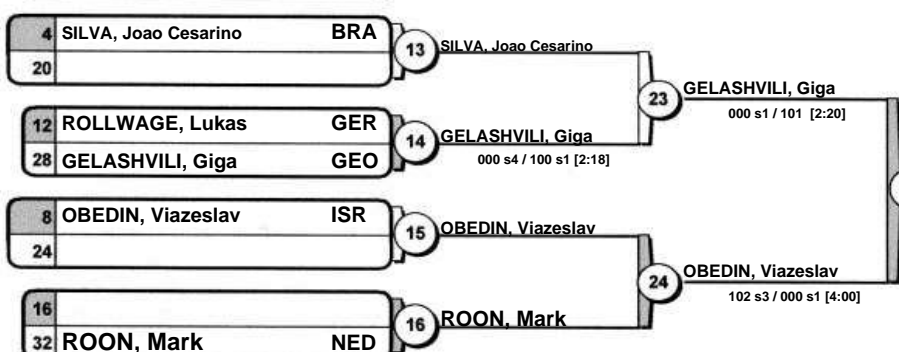 4 SILVA, Joao Cesarino BRA
20
13 SILVA, Joao Cesarino
23 GELASHVILI, Giga
000 s1 / 101 [2:20]
12 ROLLWAGE, Lukas GER
28 GELASHVILI, Giga GEO
14 GELASHVILI, Giga
000 s4 / 100 s1 [2:18]
8 OBEDIN, Viazeslav ISR
24
15 OBEDIN, Viazeslav
24 OBEDIN, Viazeslav
102 s3 / 000 s1 [4:00]
16
32 ROON, Mark NED
16 ROON, Mark